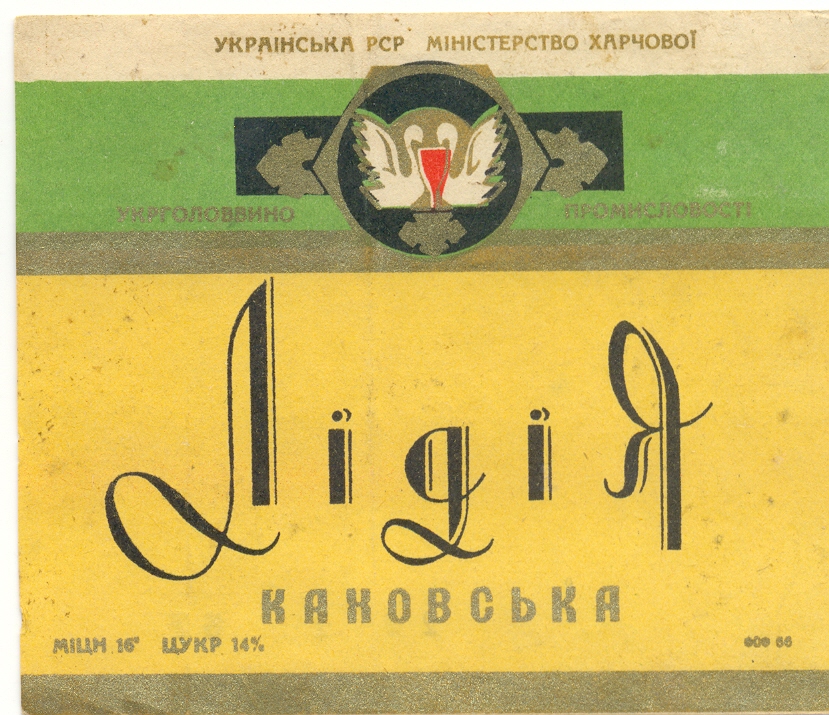 УКРАЇНСЬКА РСР МІНІСТЕРСТВО ХАРЧОВОЇ
УКРГОЛОВВИНО ПРОМИСЛОВОСТІ
Лідія
КАХОВСЬКА
МІЦН 16° ЦУКР 14%